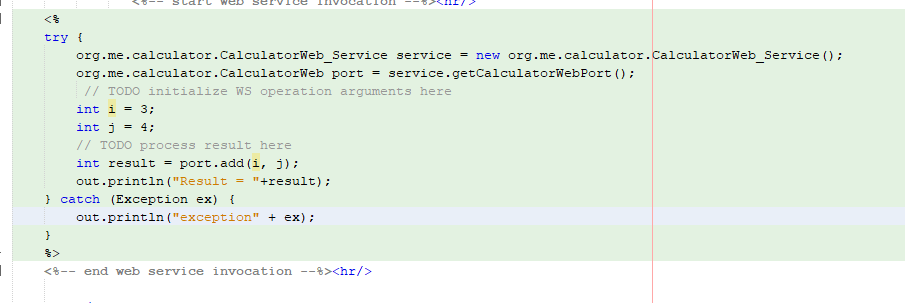 <%-- start web service invocation --%><hr/>
<%
try {
org.me.calculator.CalculatorWeb_Service service = new org.me.calculator.CalculatorWeb_Service();
org.me.calculator.CalculatorWeb port = service.getCalculatorWebPort();
// TODO initialize WS operation arguments here
int i = 3;
int j = 4;
// TODO process result here
int result = port.add(i, j);
out.println("Result = "+result);
} catch (Exception ex) {
out.println("exception" + ex);
}
%>
<%-- end web service invocation --%><hr/>